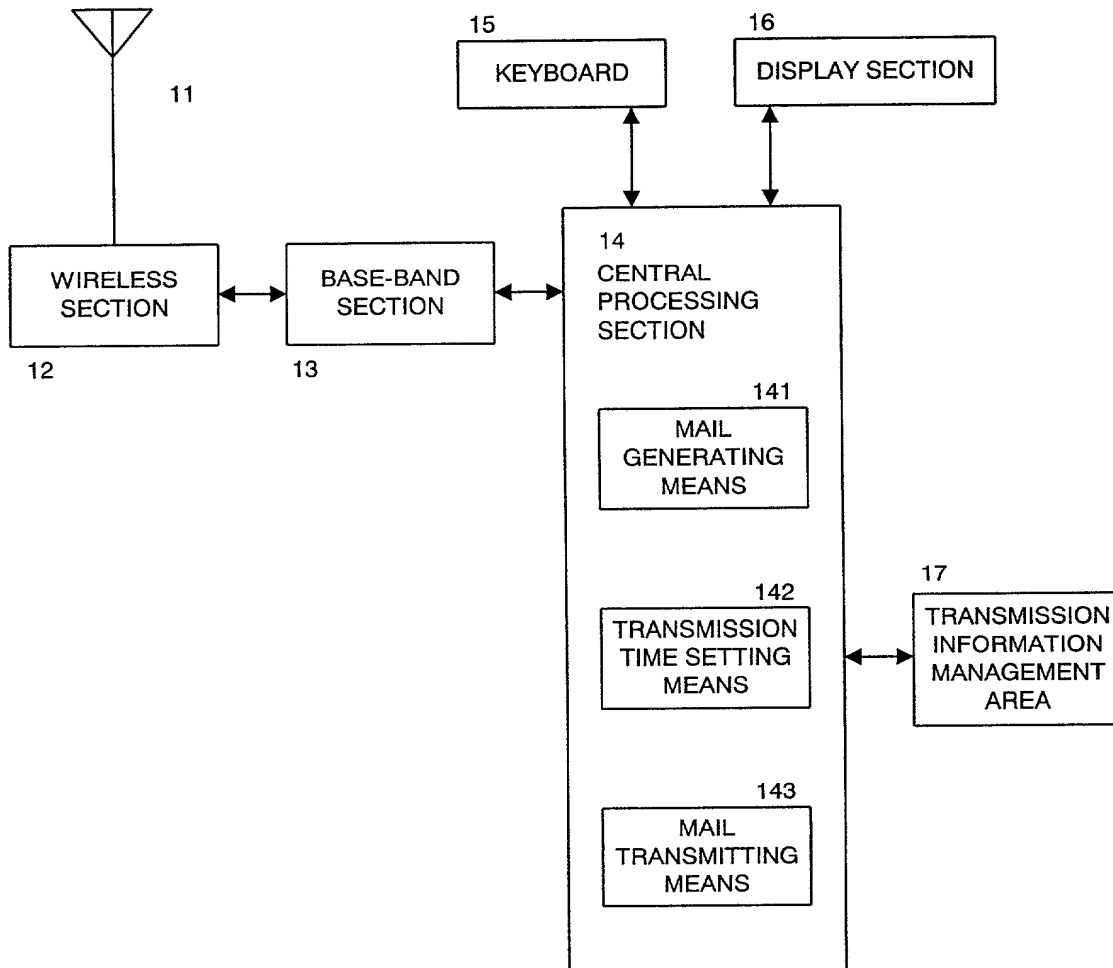 15
KEYBOARD
16
DISPLAY SECTION
11
WIRELESS
SECTION
12
BASE-BAND
SECTION
13
14
CENTRAL
PROCESSING
SECTION
141
MAIL
GENERATING
MEANS
142
TRANSMISSION
TIME SETTING
MEANS
17
TRANSMISSION
INFORMATION
MANAGEMENT
AREA
143
MAIL
TRANSMITTING
MEANS